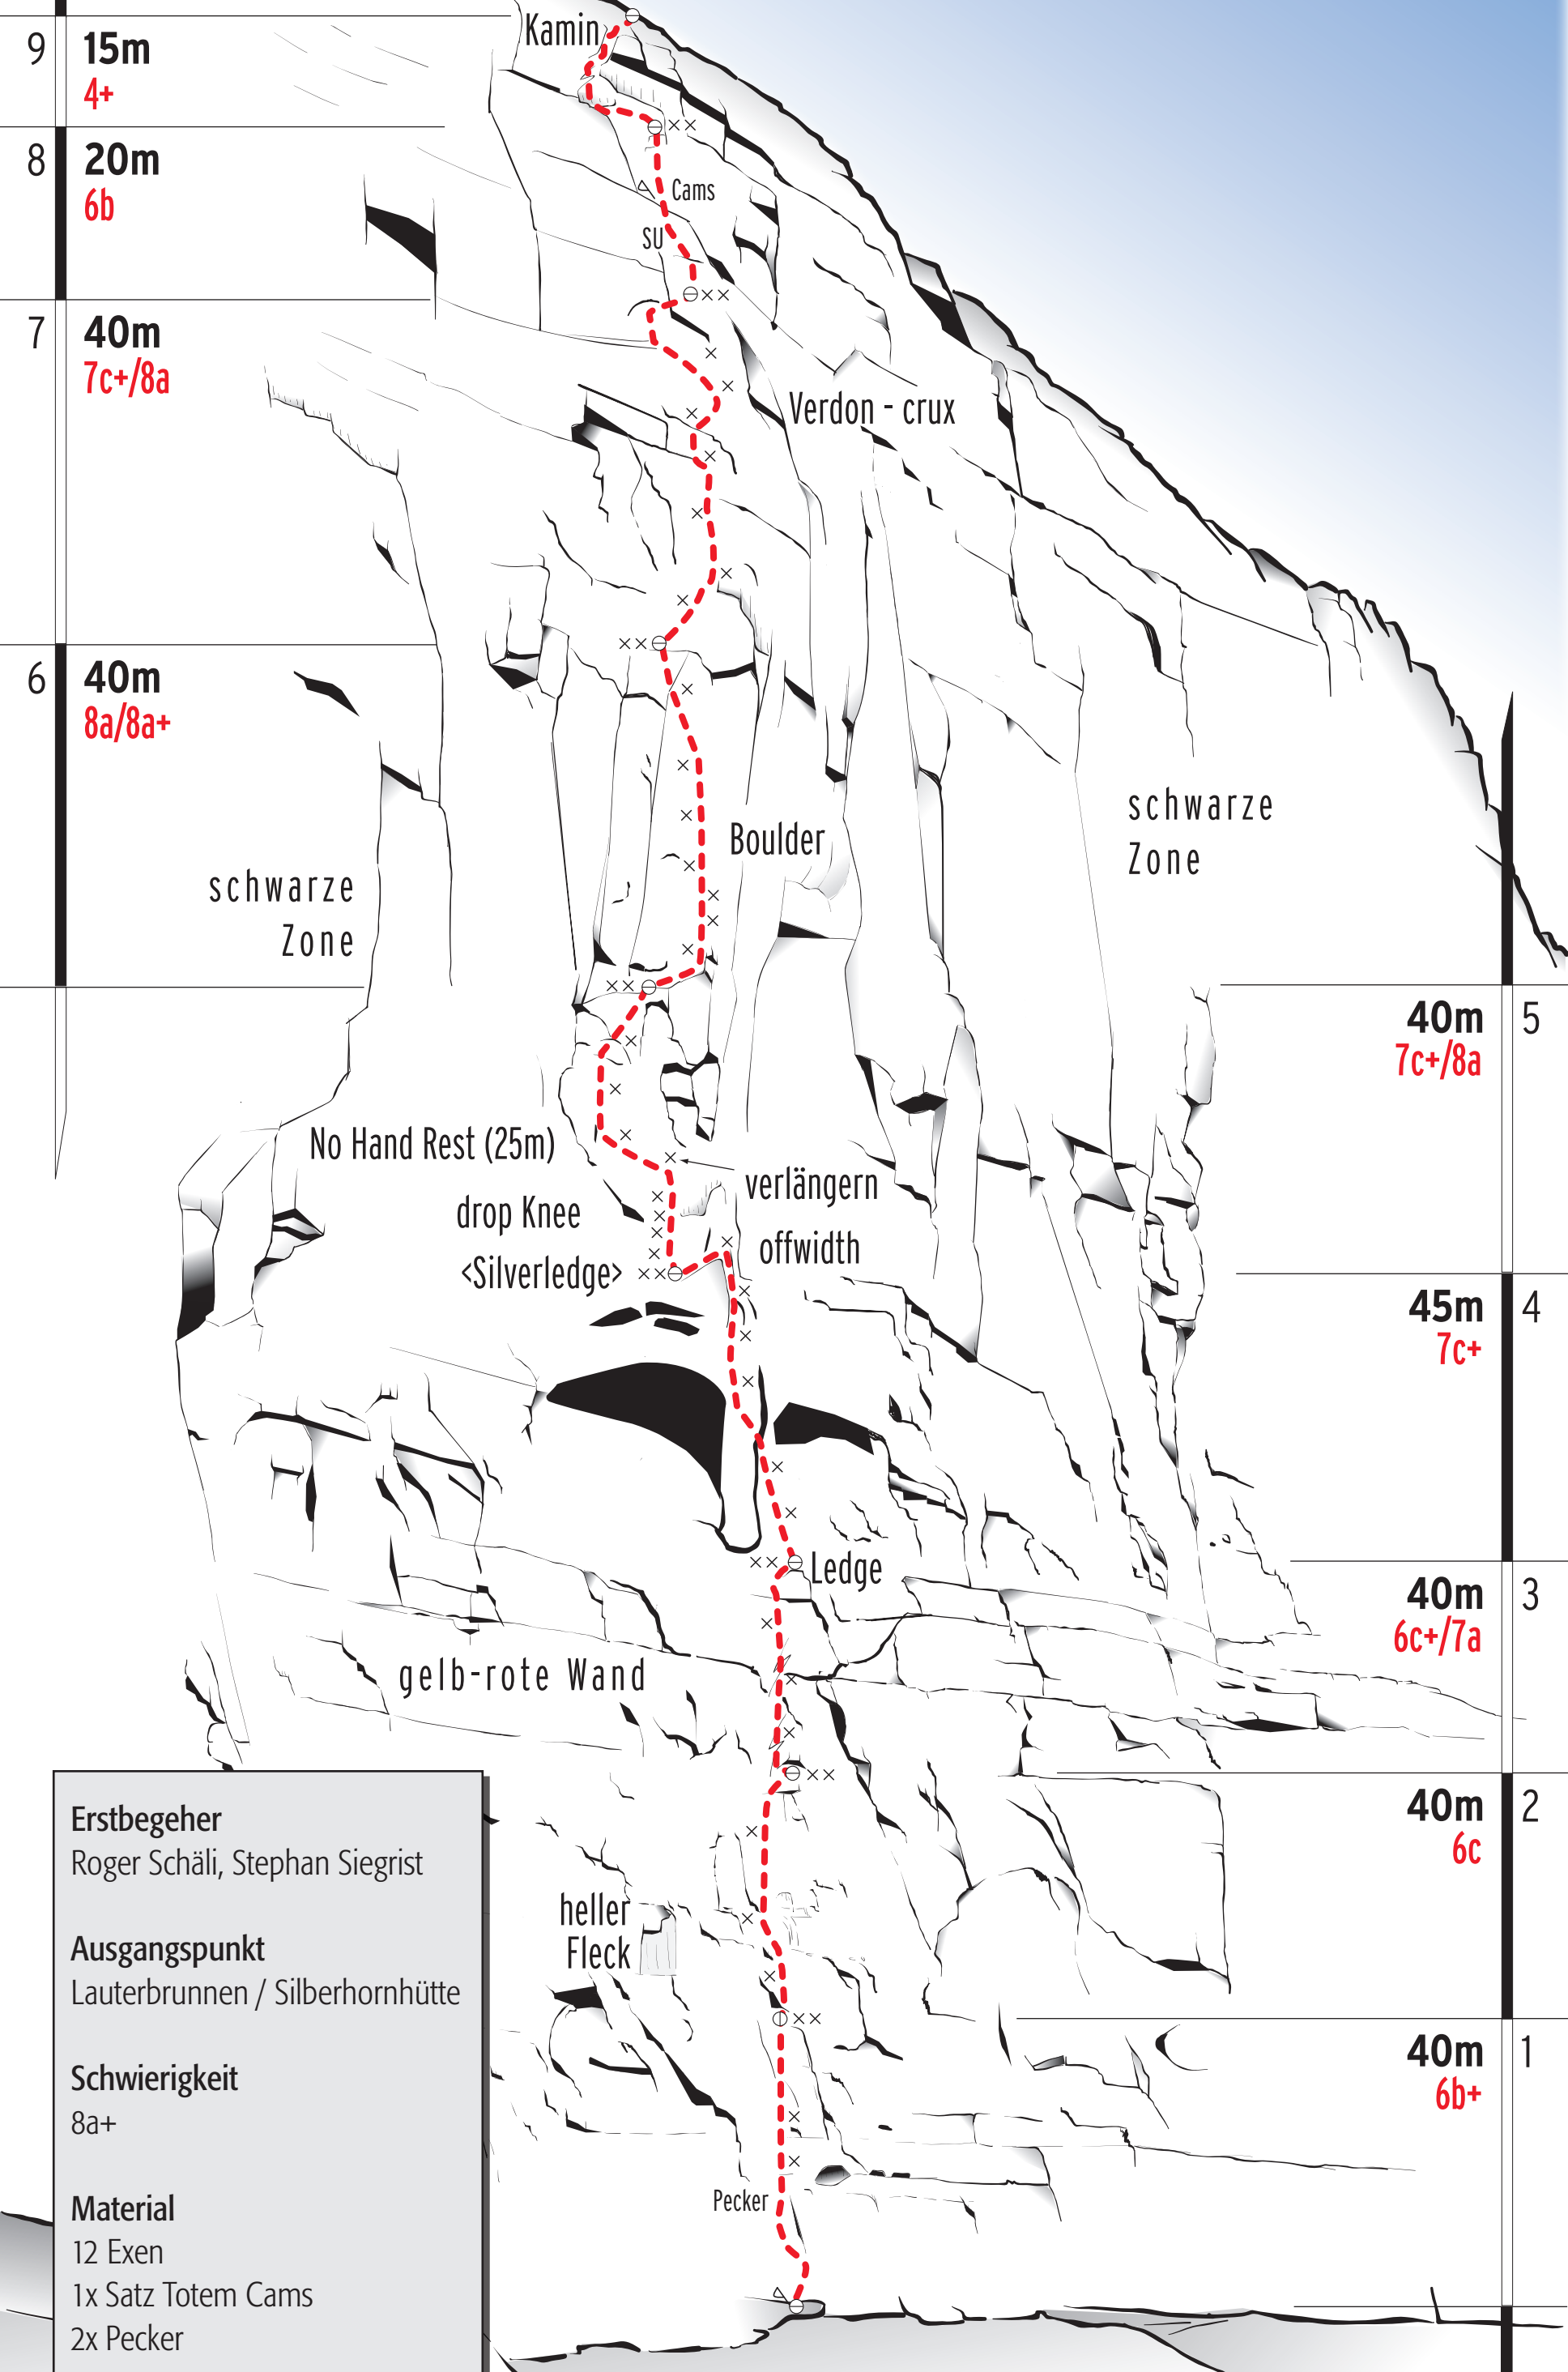 Kamin
9 15m
4+
8 20m
6b
Cams
SU
7 40m
7c+/8a
Verdon - crux
6 40m
8a/8a+
Boulder
schwarze
Zone
schwarze
Zone
40m 5
7c+/8a
No Hand Rest (25m)
verlängern
drop Knee
offwidth
<Silverledge>
45m 4
7c+
Ledge
40m 3
6c+/7a
gelb-rote Wand
40m 2
6c
heller
Fleck
40m 1
6b+
Pecker
Erstbegeher
Roger Schäli, Stephan Siegrist
Ausgangspunkt
Lauterbrunnen / Silberhornhütte
Schwierigkeit
8a+
Material
12 Exen
1x Satz Totem Cams
2x Pecker